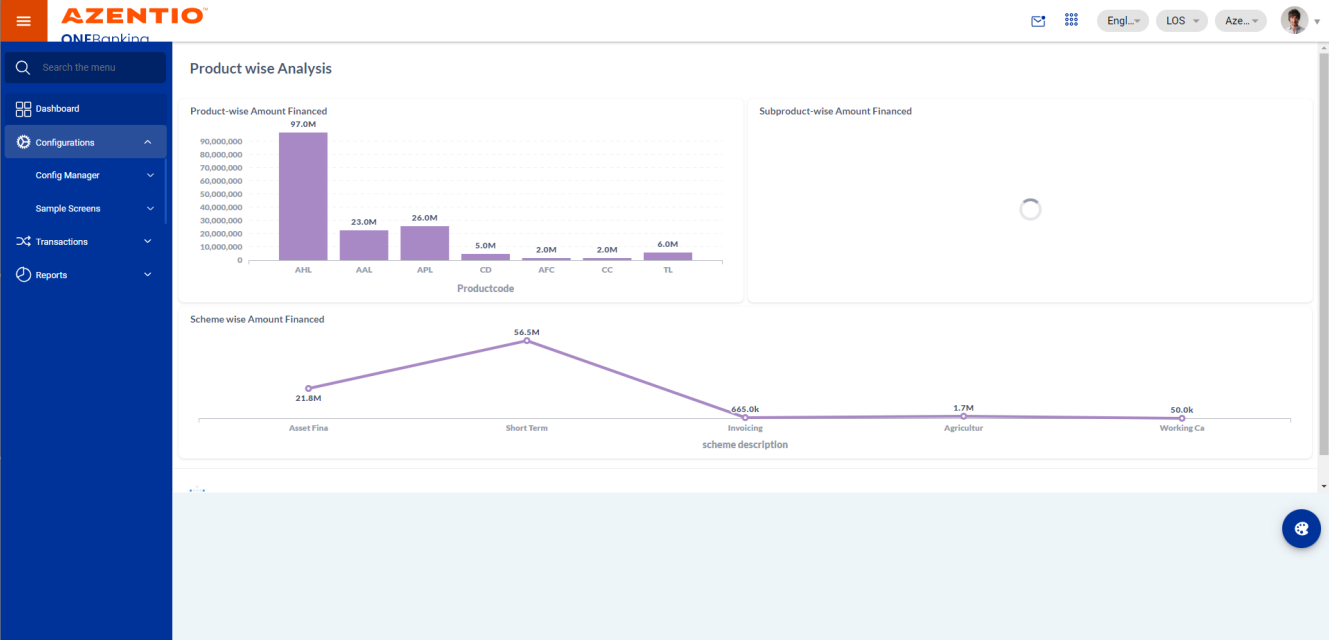 AZENTIO™
ONEBanking
Engl...
LOS
Aze...
Search the menu
Dashboard
Configurations
Config Manager
Sample Screens
Transactions
Reports
Product wise Analysis
Product-wise Amount Financed
97.0M
90,000,000
80,000,000
70,000,000
60,000,000
50,000,000
40,000,000
30,000,000
20,000,000
10,000,000
0
23.0M
26.0M
5.0M
2.0M
2.0M
6.0M
AHL
AAL
APL
CD
AFC
CC
TL
Productcode
Subproduct-wise Amount Financed
Scheme wise Amount Financed
56.5M
21.8M
665.0k
1.7M
50.0k
Asset Fina
Short Term
Invoicing
Agricultur
Working Ca
scheme description